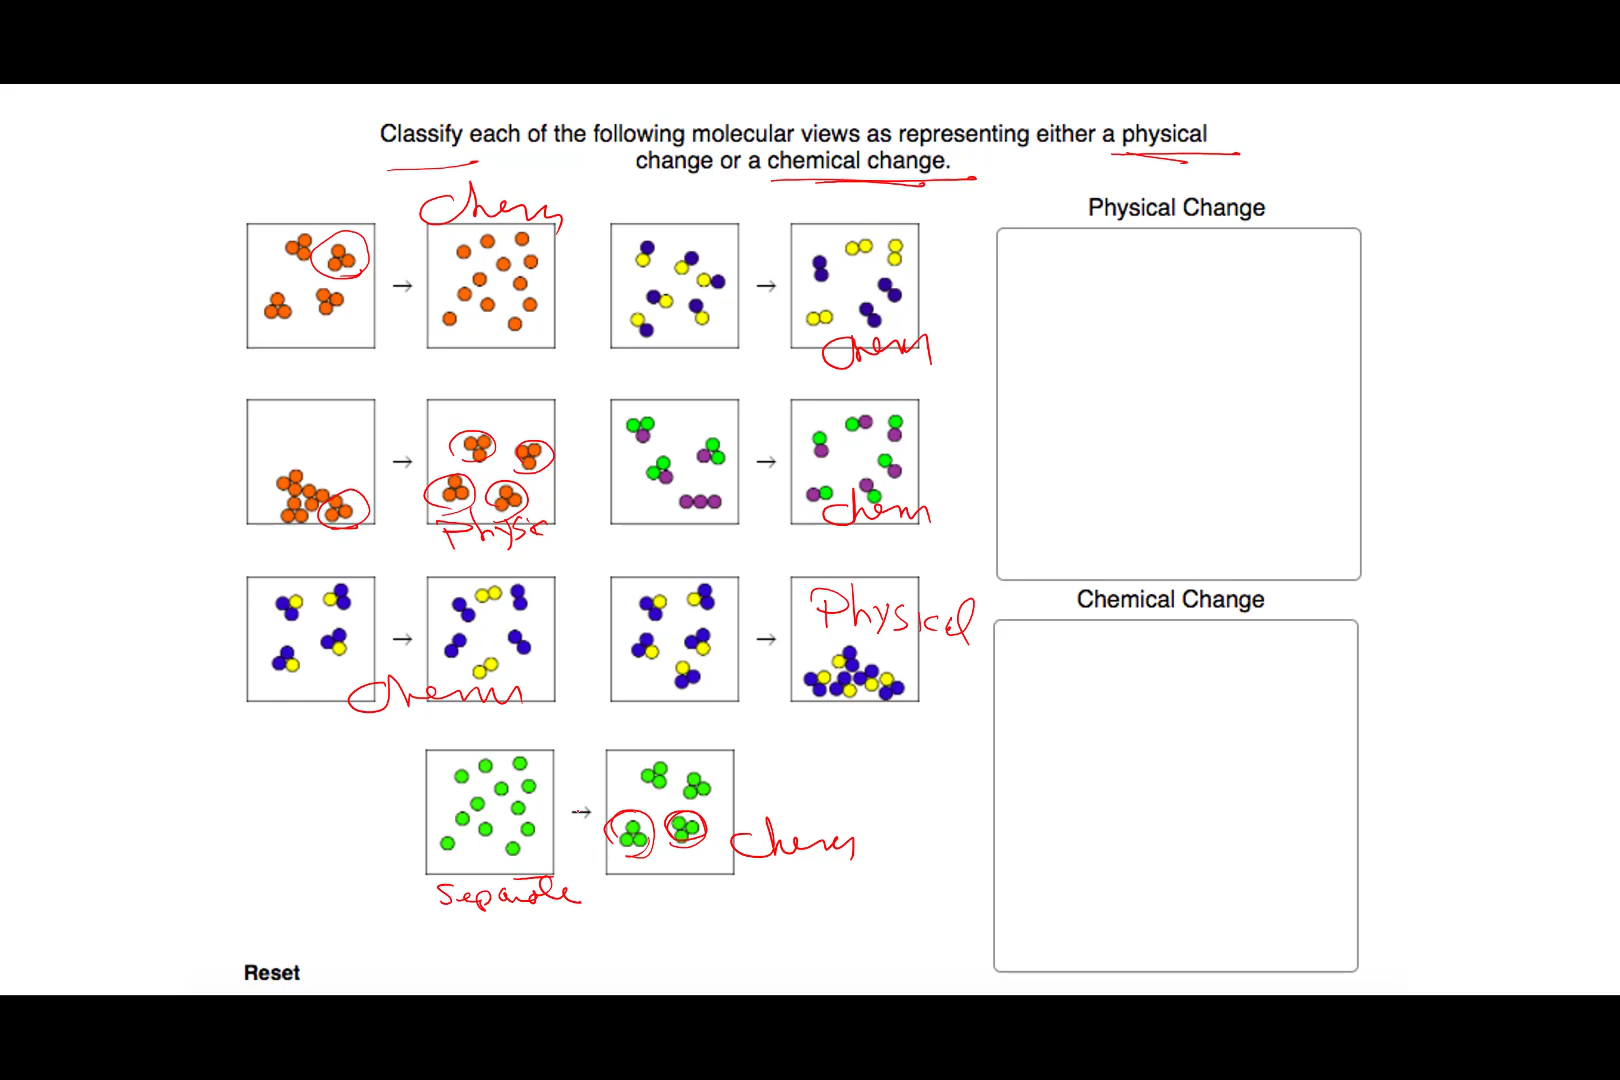 Classify each of the following molecular views as representing either a physical
change or a chemical change.
Physical Change
Chem
Chem
Physic
Chem
Chemical Change
Physical
Chem
Separate
Chem
Reset